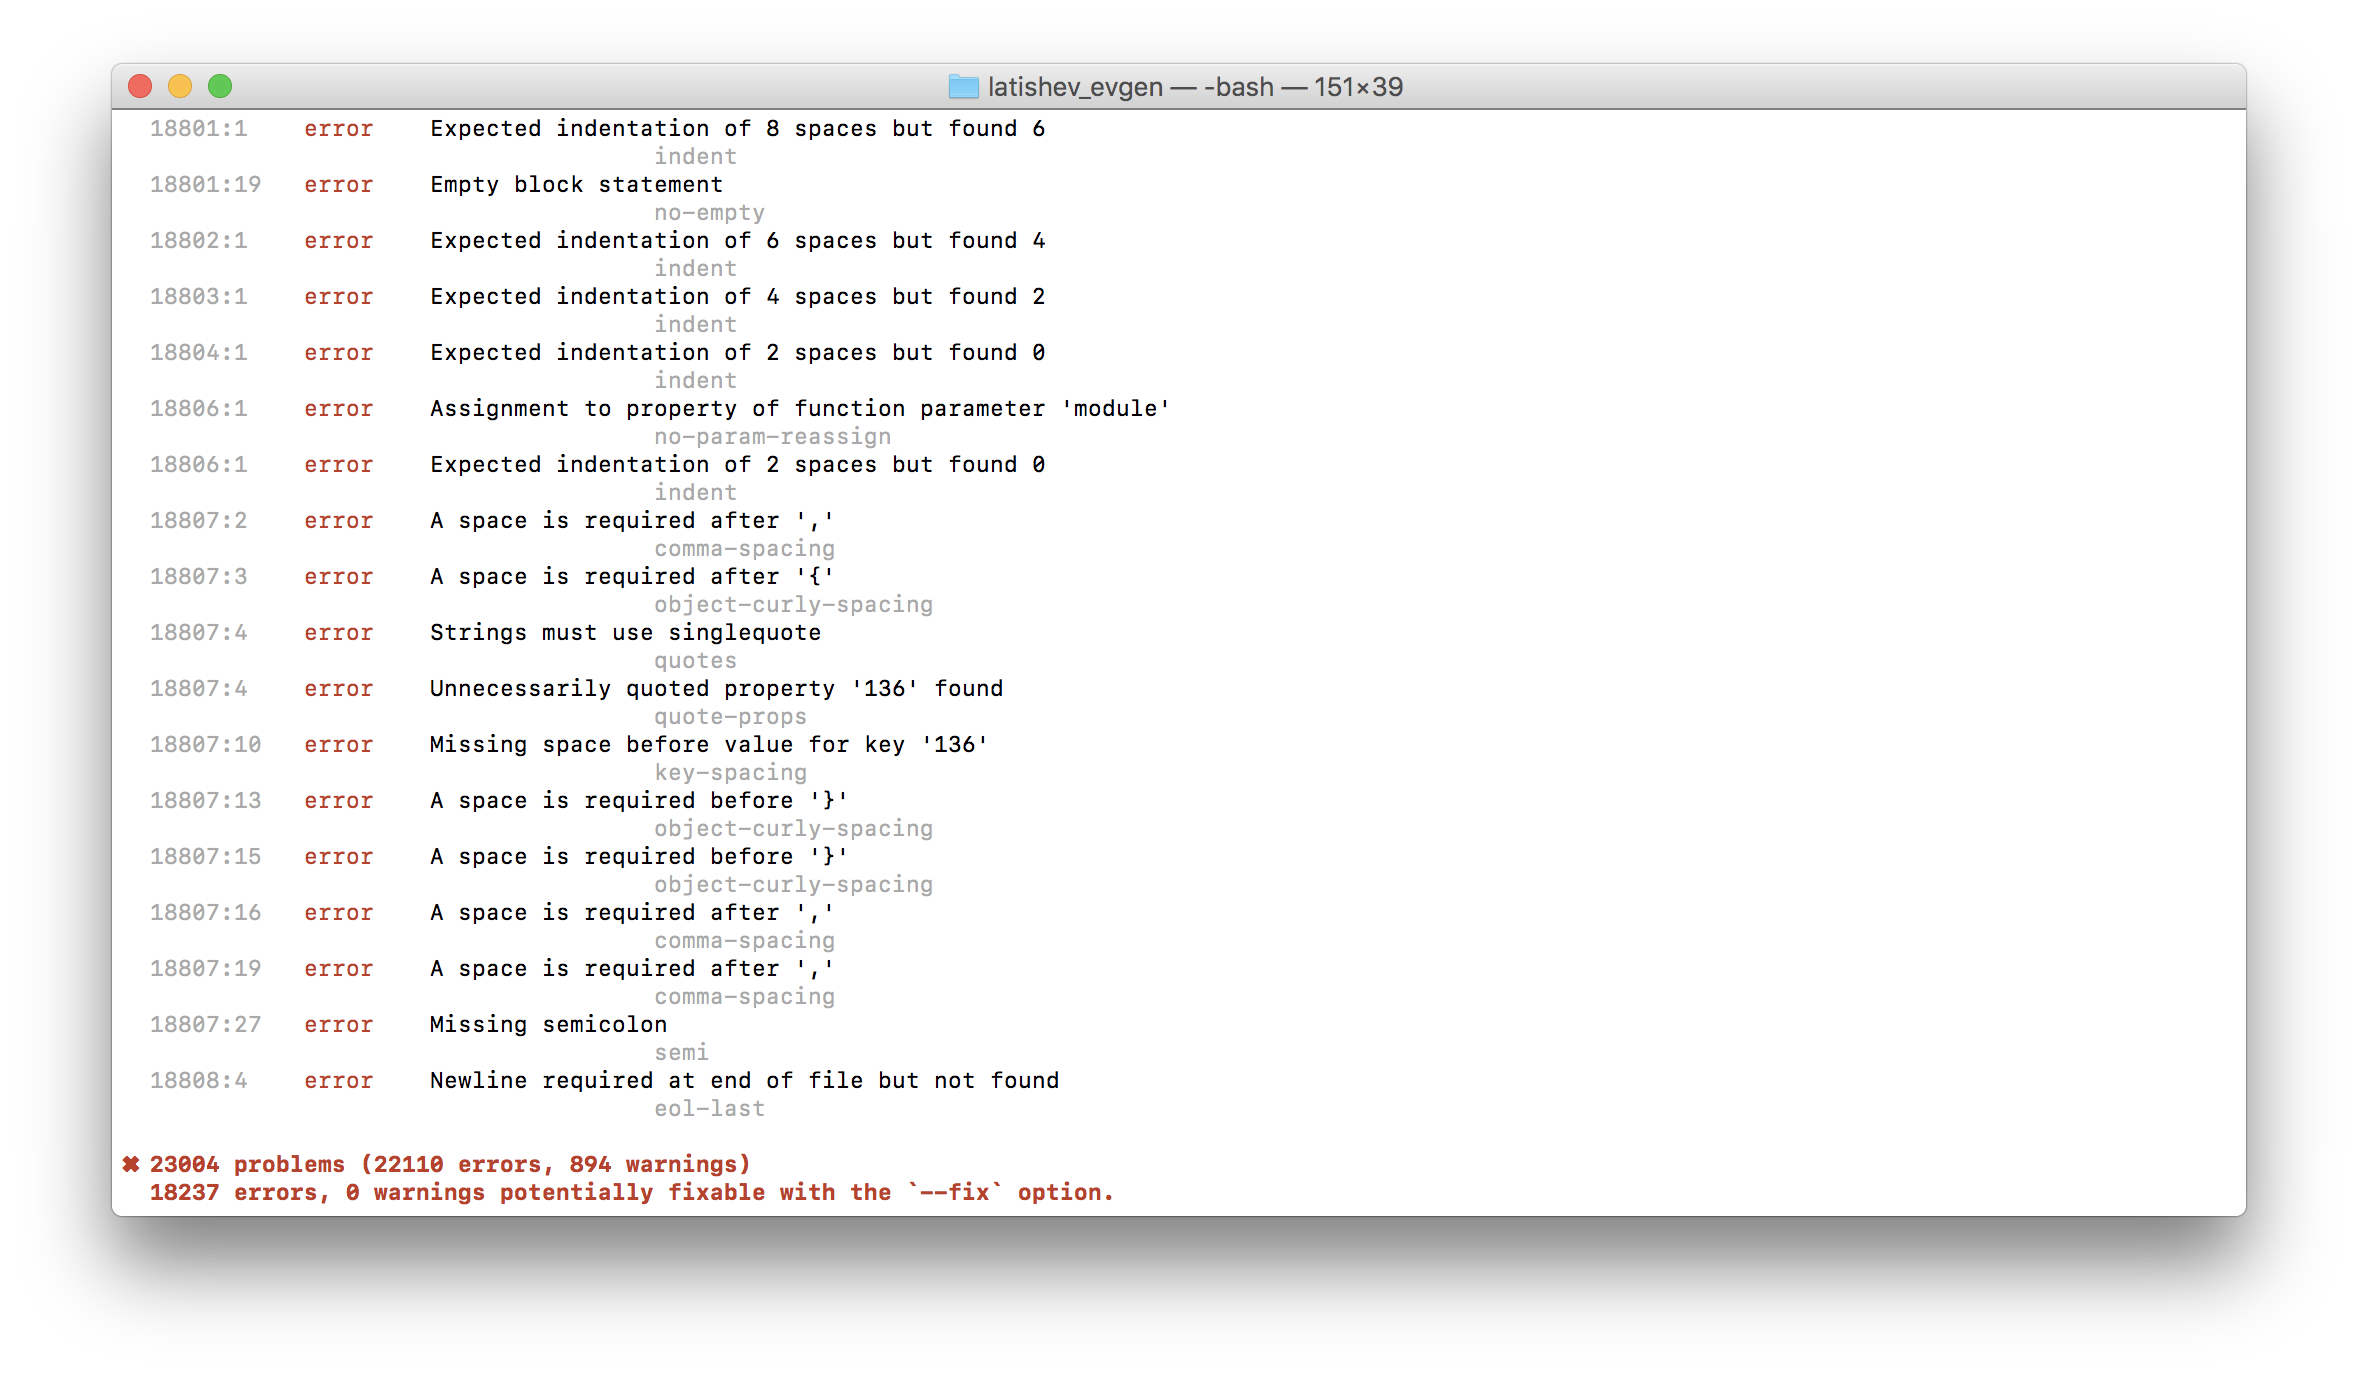 latishev_evgen — -bash — 151×39
18801:1 error Expected indentation of 8 spaces but found 6
indent
18801:19 error Empty block statement
no-empty
18802:1 error Expected indentation of 6 spaces but found 4
indent
18803:1 error Expected indentation of 4 spaces but found 2
indent
18804:1 error Expected indentation of 2 spaces but found 0
indent
18806:1 error Assignment to property of function parameter 'module'
no-param-reassign
18806:1 error Expected indentation of 2 spaces but found 0
indent
18807:2 error A space is required after ','
comma-spacing
18807:3 error A space is required after '{'
object-curly-spacing
18807:4 error Strings must use singlequote
quotes
18807:4 error Unnecessarily quoted property '136' found
quote-props
18807:10 error Missing space before value for key '136'
key-spacing
18807:13 error A space is required before '}'
object-curly-spacing
18807:15 error A space is required before '}'
object-curly-spacing
18807:16 error A space is required after ','
comma-spacing
18807:19 error A space is required after ','
comma-spacing
18807:27 error Missing semicolon
semi
18808:4 error Newline required at end of file but not found
eol-last
✖ 23004 problems (22110 errors, 894 warnings)
18237 errors, 0 warnings potentially fixable with the `--fix` option.